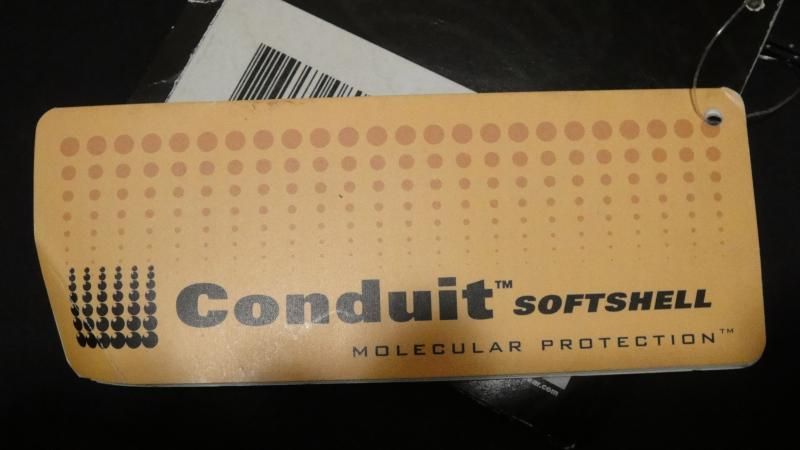 Conduit™ SOFTSHELL
MOLECULAR PROTECTION™